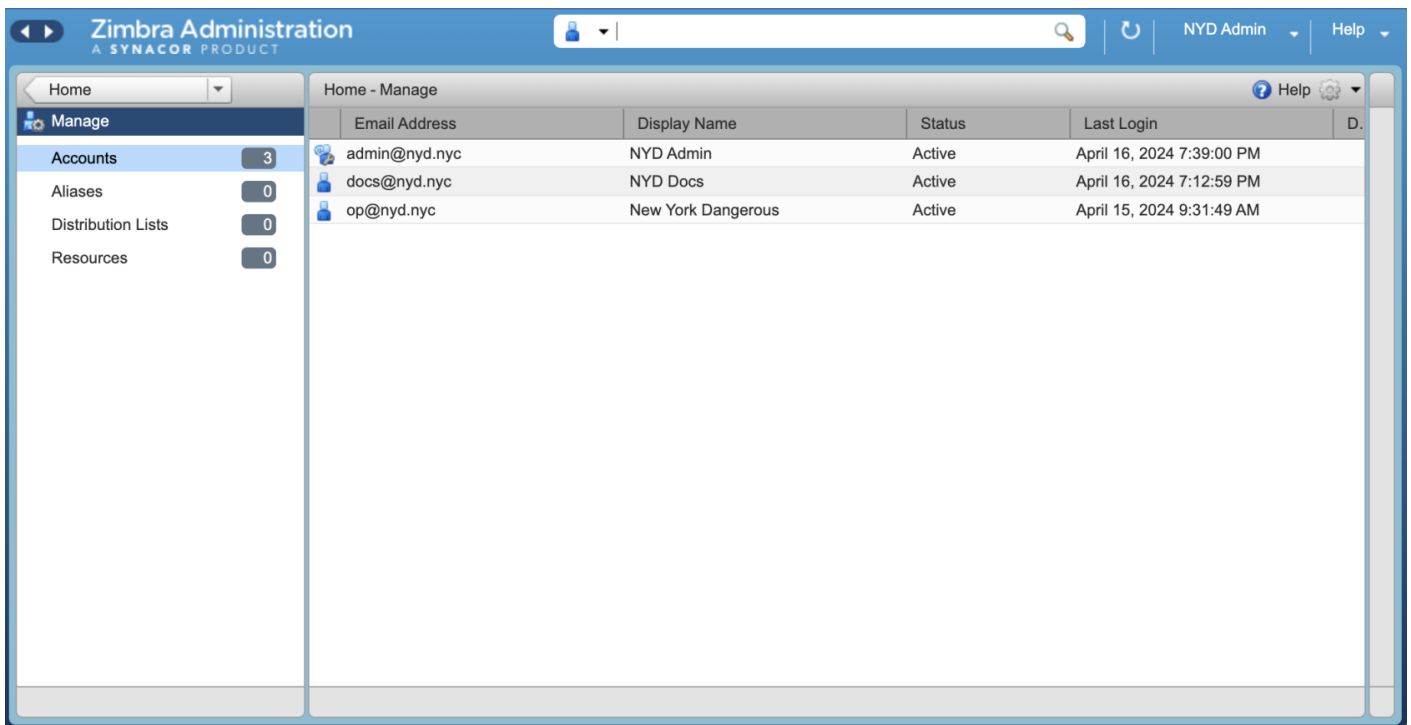 Zimbra Administration
A SYNACOR PRODUCT
NYD Admin
Help
Home
Home - Manage
Help
Manage
Email Address Display Name Status Last Login D.
Accounts 3
Aliases 0
Distribution Lists 0
Resources 0
admin@nyd.nyc NYD Admin Active April 16, 2024 7:39:00 PM
docs@nyd.nyc NYD Docs Active April 16, 2024 7:12:59 PM
op@nyd.nyc New York Dangerous Active April 15, 2024 9:31:49 AM